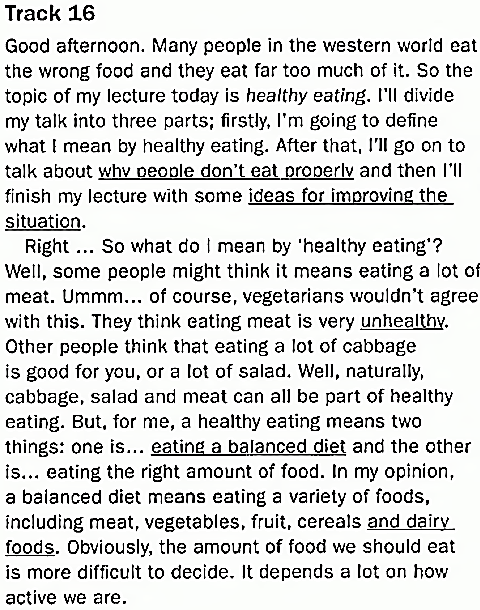 Track 16
Good afternoon. Many people in the western world eat
the wrong food and they eat far too much of it. So the
topic of my lecture today is healthy eating. I'll divide
my talk into three parts; firstly, I'm going to define
what I mean by healthy eating. After that, I'll go on to
talk about why people don't eat properly and then I'll
finish my lecture with some ideas for improving the
situation.
Right ... So what do I mean by 'healthy eating'?
Well, some people might think it means eating a lot of
meat. Ummm... of course, vegetarians wouldn't agree
with this. They think eating meat is very unhealthy.
Other people think that eating a lot of cabbage
is good for you, or a lot of salad. Well, naturally,
cabbage, salad and meat can all be part of healthy
eating. But, for me, a healthy eating means two
things: one is... eating a balanced diet and the other
is... eating the right amount of food. In my opinion,
a balanced diet means eating a variety of foods,
including meat, vegetables, fruit, cereals and dairy
foods. Obviously, the amount of food we should eat
is more difficult to decide. It depends a lot on how
active we are.